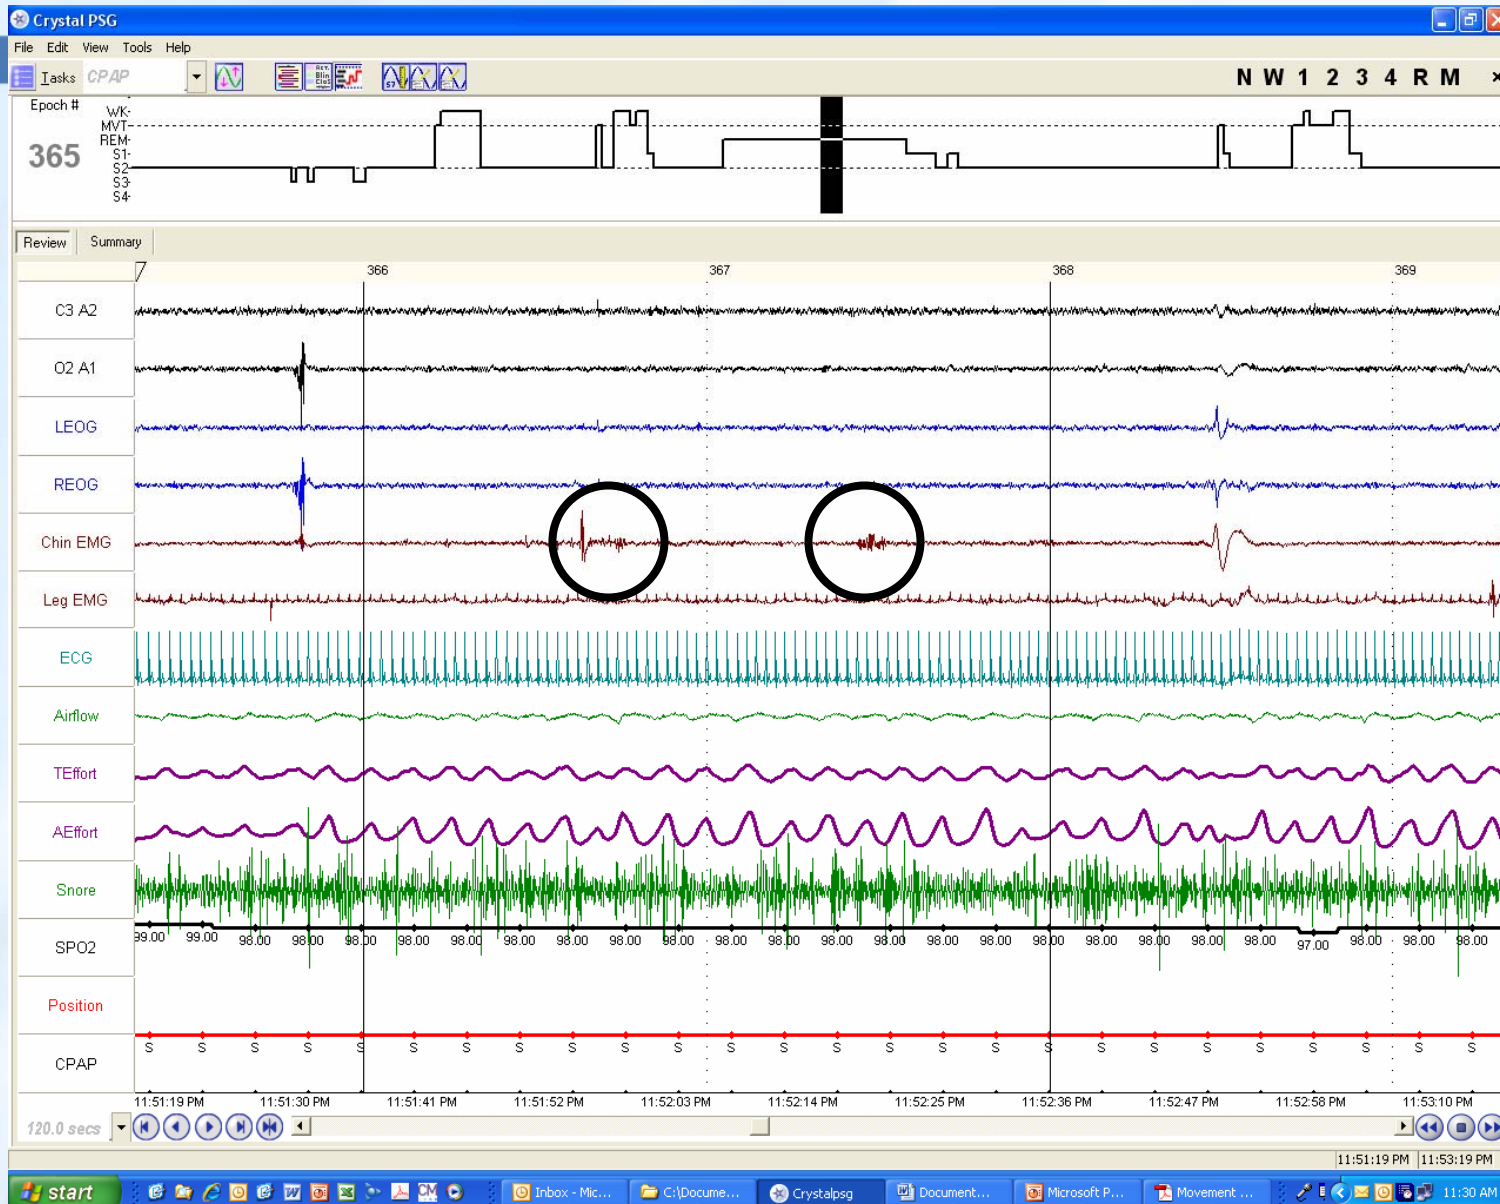 Crystal PSG
File Edit View Tools Help
Tasks CPAP N W 1 2 3 4 R M
Epoch #
365
WK
MVT
REM
S1
S2
S3
S4
Review Summary
366 367 368 369
C3 A2
O2 A1
LEOG
REOG
Chin EMG
Leg EMG
ECG
Airflow
TEffort
AEffort
Snore
SPO2
99.00 99.00 98.00 98.00 98.00 98.00 98.00 98.00 98.00 98.00 98.00 98.00 98.00 98.00 98.00 98.00 98.00 98.00 98.00 98.00 98.00 98.00 97.00 98.00 98.00 98.00
Position
S S S S S S S S S S S S S S S S S S S S S S S S S S
CPAP
11:51:19 PM 11:51:30 PM 11:51:41 PM 11:51:52 PM 11:52:03 PM 11:52:14 PM 11:52:25 PM 11:52:36 PM 11:52:47 PM 11:52:58 PM 11:53:10 PM
120.0 secs
11:51:19 PM 11:53:19 PM
start Inbox - Mic... C:\Docume... Crystalpsg Document... Microsoft P... Movement ... 11:30 AM